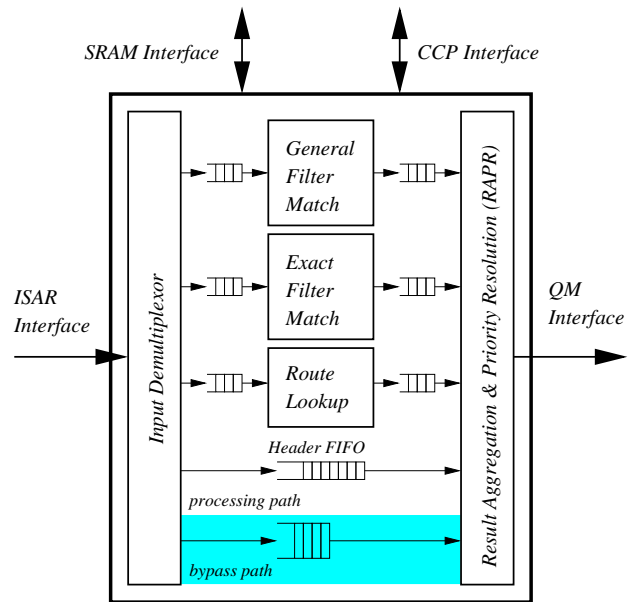 SRAM Interface
CCP Interface
ISAR
Interface
Input Demultiplexor
General
Filter
Match
Exact
Filter
Match
Route
Lookup
Header FIFO
processing path
bypass path
Result Aggregation & Priority Resolution (RAPR)
QM
Interface